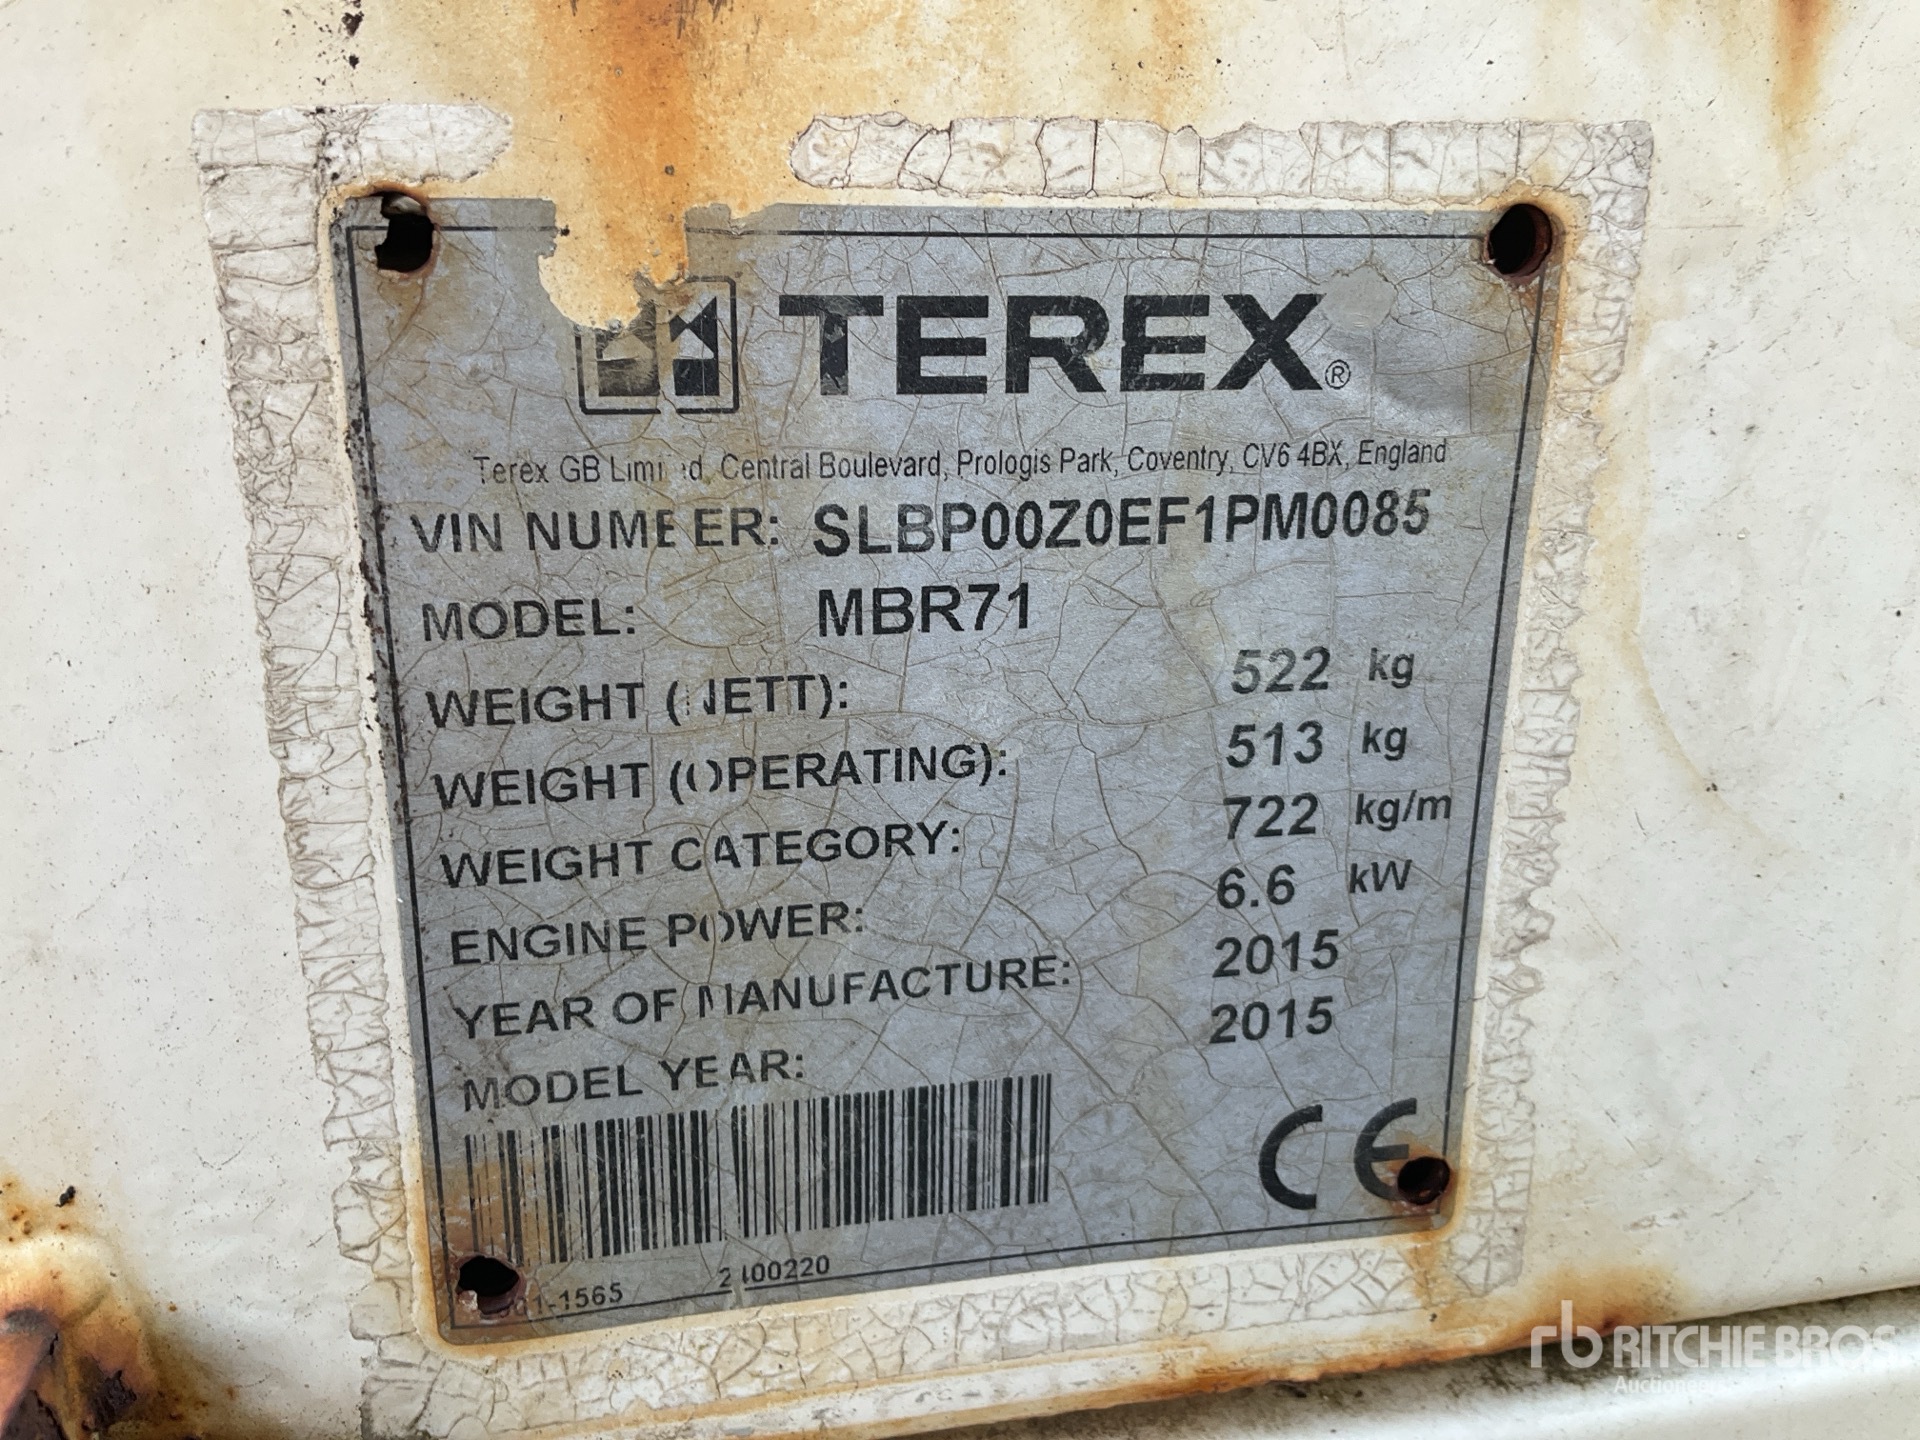 TEREX®
Terex GB Limited, Central Boulevard, Prologis Park, Coventry, CV6 4BX, England
VIN NUMBER: SLBP00Z0EF1PM0085
MODEL: MBR71
WEIGHT (NETT): 522 kg
WEIGHT (OPERATING): 513 kg
WEIGHT CATEGORY: 722 kg/m
ENGINE POWER: 6.6 kW
YEAR OF MANUFACTURE: 2015
MODEL YEAR: 2015
CE
rb RITCHIE BROS
Auctioneers